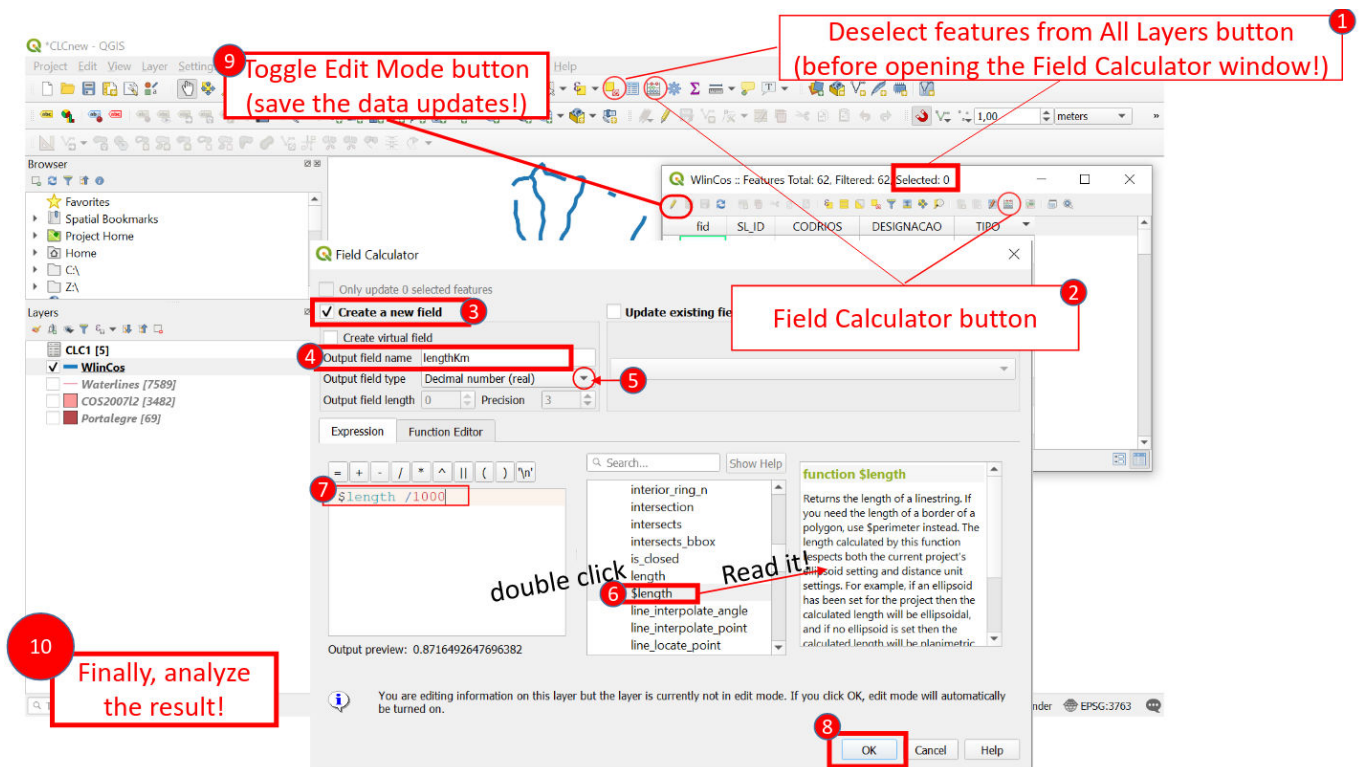 1
Deselect features from All Layers button
(before opening the Field Calculator window!)
*CLCnew - QGIS
Project Edit View Layer Setting
Help
9
Toggle Edit Mode button
(save the data updates!)
1,00
meters
»
Browser
Favorites
Spatial Bookmarks
Project Home
Home
C:\
Z:\
WlinCos :: Features Total: 62, Filtered: 62, Selected: 0
fid SL_ID CODRIOS DESIGNACAO TIPO
2
Field Calculator button
Layers
CLC1 [5]
WlinCos
Waterlines [7589]
COS2007l2 [3482]
Portalegre [69]
Field Calculator
Only update 0 selected features
Create a new field
3
Update existing fie
Create virtual field
4
Output field name lengthKm
Output field type Decimal number (real)
5
Output field length 0 Precision 3
Expression Function Editor
= + - / * ^ || ( ) '\n'
7
$length /1000
Search... Show Help
interior_ring_n
intersection
intersects
intersects_bbox
is_closed
length
$length
line_interpolate_angle
line_interpolate_point
line_locate_point
double click
6
Read it!
function $length
Returns the length of a linestring. If
you need the length of a border of a
polygon, use $perimeter instead. The
length calculated by this function
respects both the current project's
ellipsoid setting and distance unit
settings. For example, if an ellipsoid
has been set for the project then the
calculated length will be ellipsoidal,
and if no ellipsoid is set then the
calculated length will be planimetric.
Output preview: 0.8716492647696382
You are editing information on this layer but the layer is currently not in edit mode. If you click OK, edit mode will automatically
be turned on.
8
OK Cancel Help
10
Finally, analyze
the result!
nder EPSG:3763